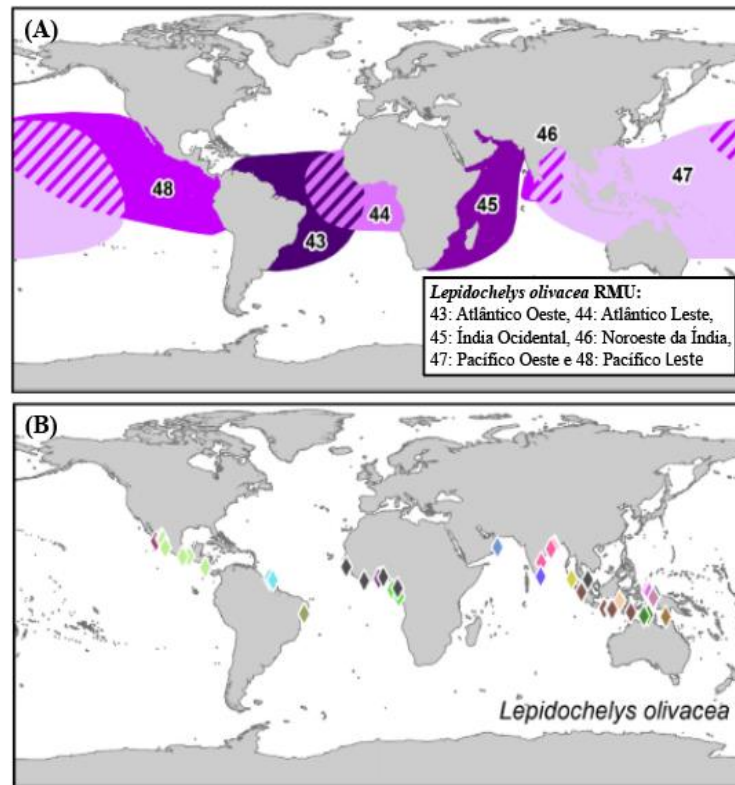 (A)
46
48
47
44
45
43
Lepidochelys olivacea RMU:
43: Atlântico Oeste, 44: Atlântico Leste,
45: Índia Ocidental, 46: Noroeste da Índia,
47: Pacífico Oeste e 48: Pacífico Leste
(B)
Lepidochelys olivacea